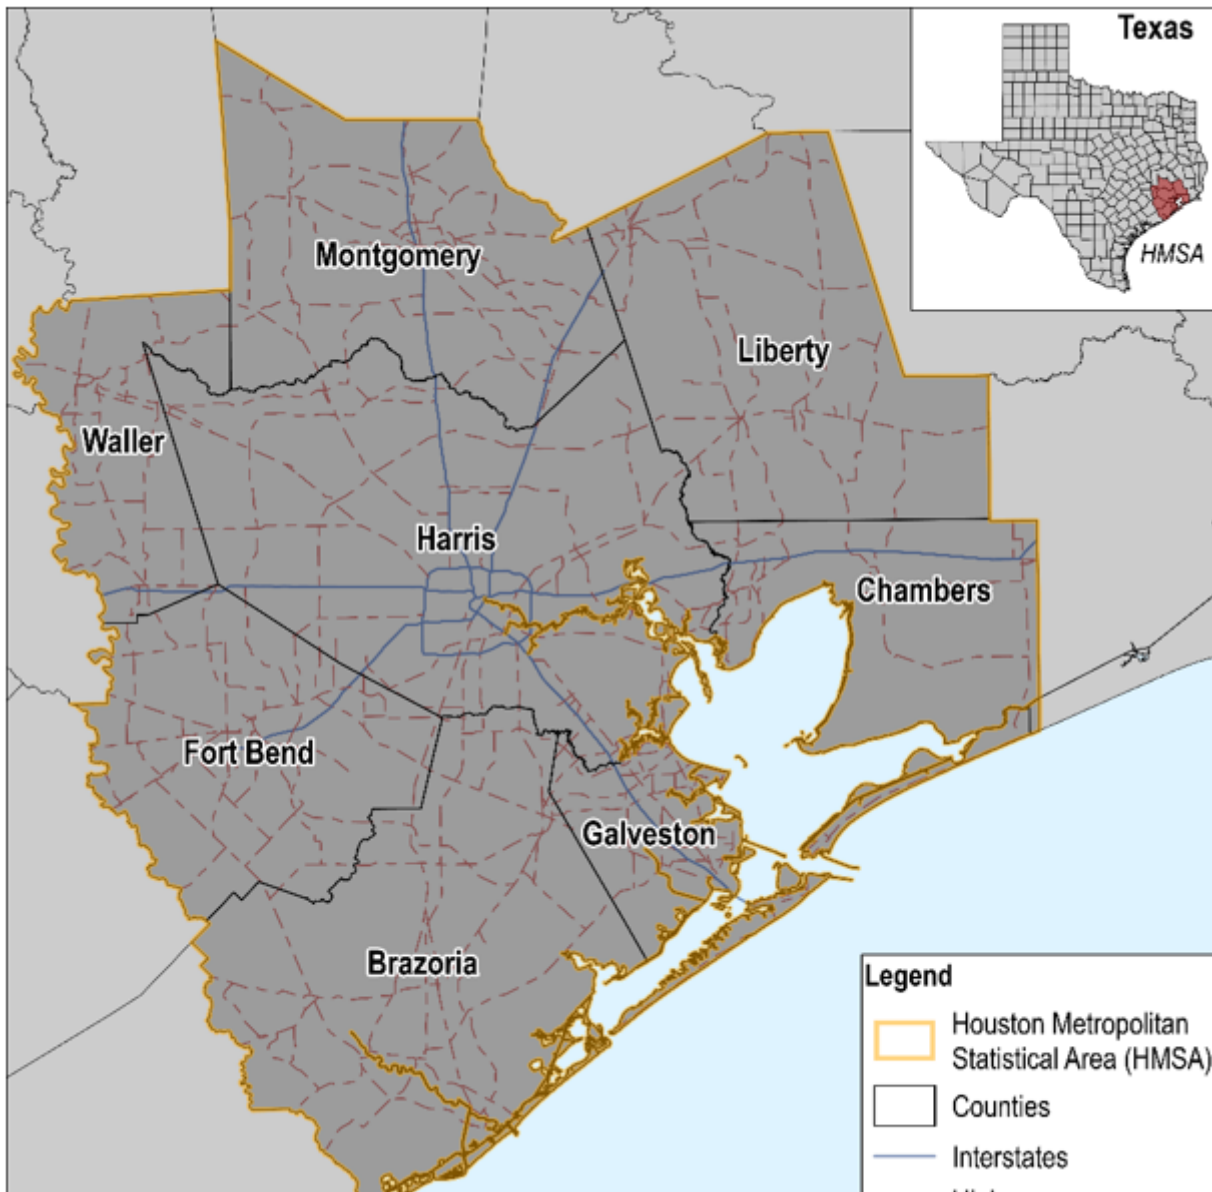 Texas
HMSA
Montgomery
Liberty
Waller
Harris
Chambers
Fort Bend
Galveston
Brazoria
Legend
Houston Metropolitan
Statistical Area (HMSA)
Counties
Interstates